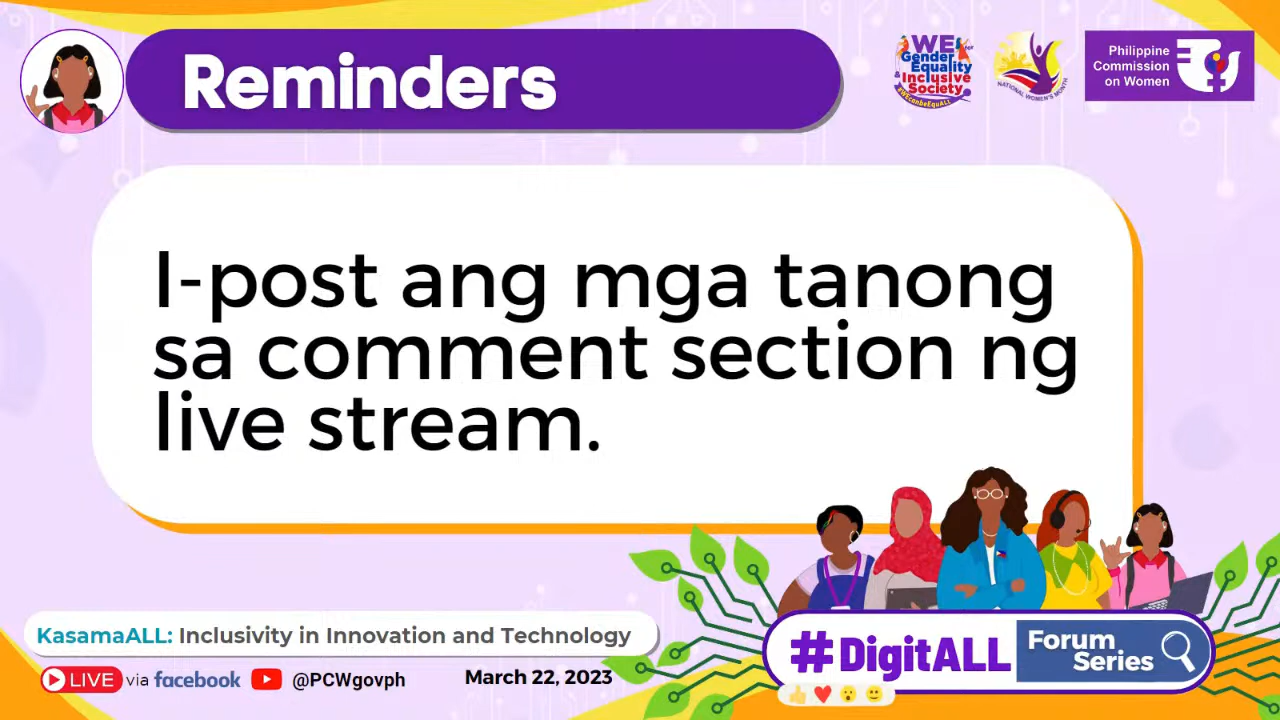 Reminders
WE
Gender
Equality
Inclusive
Society
#WEcanbeEquALL
NATIONAL WOMEN'S MONTH
Philippine
Commission
on Women
I-post ang mga tanong
sa comment section ng
live stream.
KasamaALL: Inclusivity in Innovation and Technology
LIVE via facebook @PCWgovph March 22, 2023
#DigitALL Forum
Series